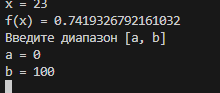 x = 23
f(x) = 0.7419326792161032
Введите диапазон [a, b]
a = 0
b = 100